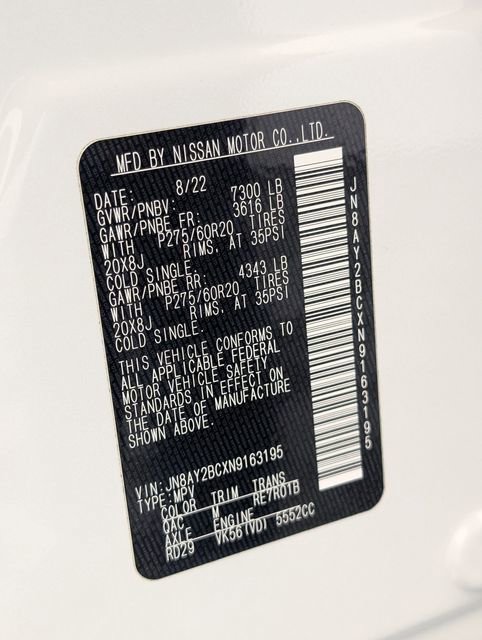 MFD BY NISSAN MOTOR CO.,LTD.
DATE: 8/22
GVWR/PNBV: 7300 LB
GAWR/PNBE FR: 3616 LB
WITH P275/60R20 TIRES
20X8J RIMS, AT 35PSI
COLD SINGLE.
GAWR/PNBE RR: 4343 LB
WITH P275/60R20 TIRES
20X8J RIMS, AT 35PSI
COLD SINGLE.
THIS VEHICLE CONFORMS TO
ALL APPLICABLE FEDERAL
MOTOR VEHICLE SAFETY
STANDARDS IN EFFECT ON
THE DATE OF MANUFACTURE
SHOWN ABOVE.
VIN:JN8AY2BCXN9163195
TYPE:MPV
COLOR TRIM TRANS
QAC M RE7R01B
AXLE ENGINE
RD29 VK56(VD) 5552CC
JN8AY2BCXN9163195